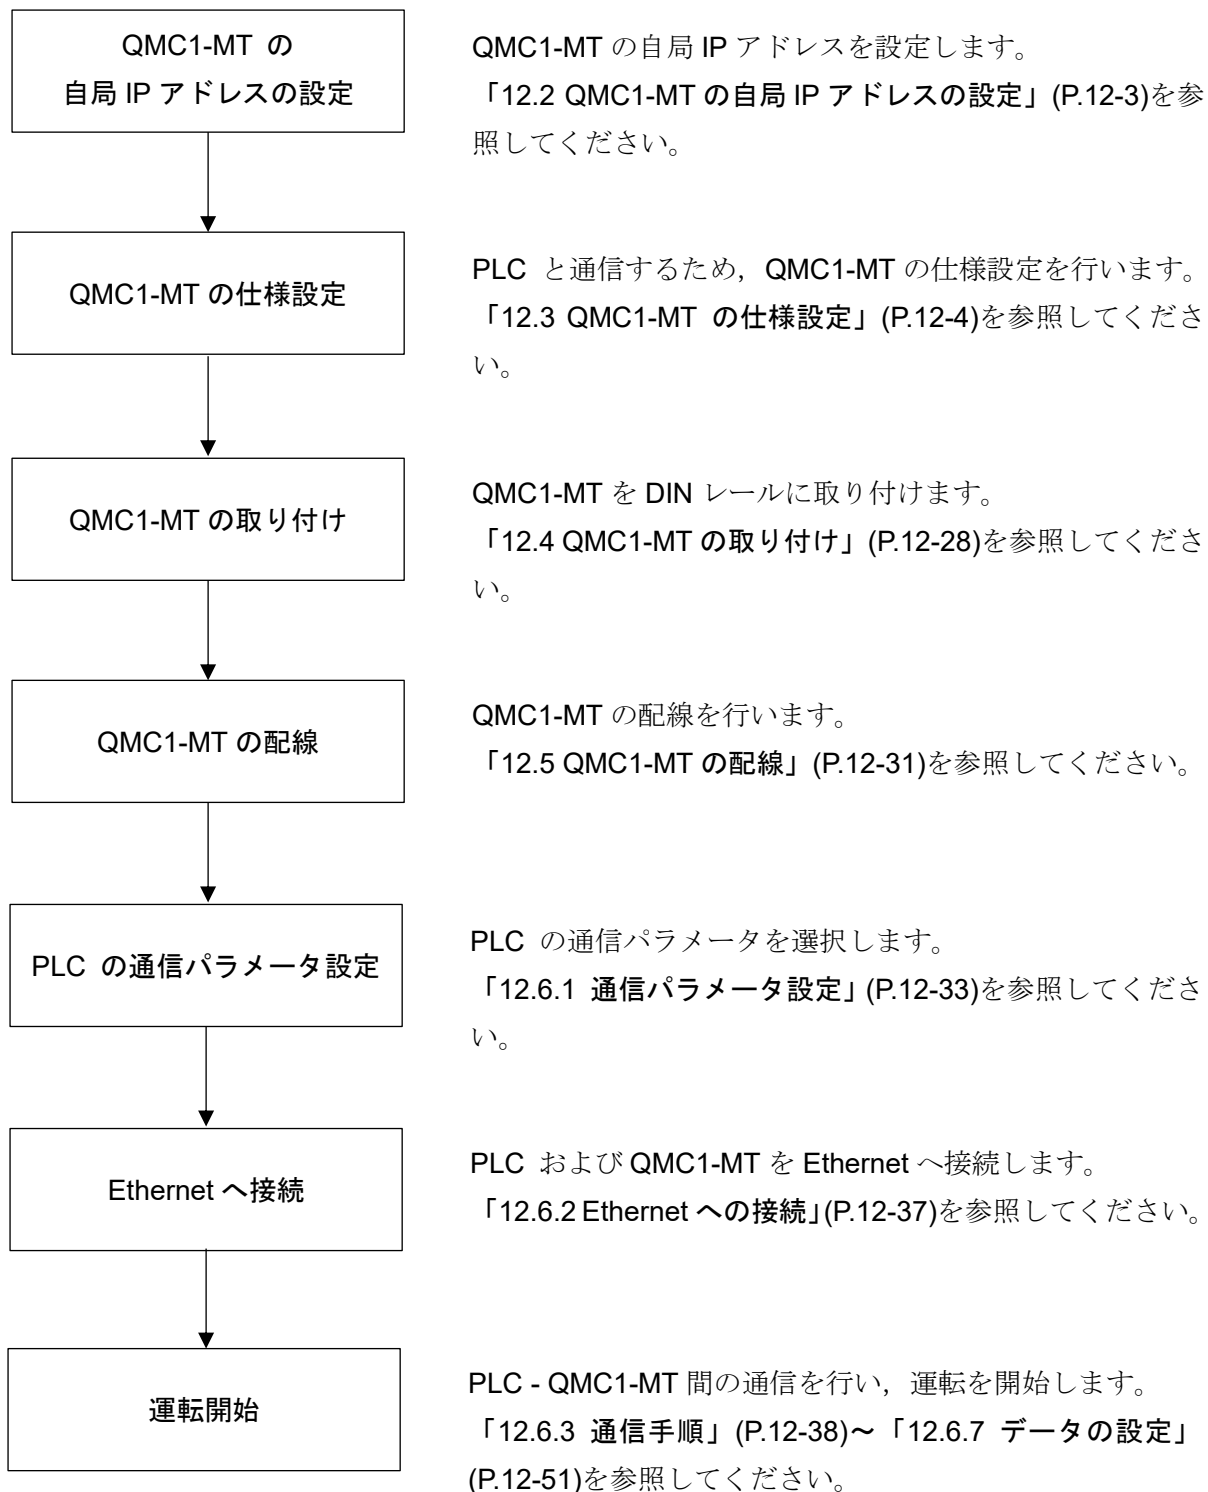 QMC1-MT の
自局 IP アドレスの設定
QMC1-MT の自局 IP アドレスを設定します。
「12.2 QMC1-MT の自局 IP アドレスの設定」(P.12-3)を参
照してください。
QMC1-MT の仕様設定
PLC と通信するため，QMC1-MT の仕様設定を行います。
「12.3 QMC1-MT の仕様設定」(P.12-4)を参照してくださ
い。
QMC1-MT の取り付け
QMC1-MT を DIN レールに取り付けます。
「12.4 QMC1-MT の取り付け」(P.12-28)を参照してくださ
い。
QMC1-MT の配線
QMC1-MT の配線を行います。
「12.5 QMC1-MT の配線」(P.12-31)を参照してください。
PLC の通信パラメータ設定
PLC の通信パラメータを選択します。
「12.6.1 通信パラメータ設定」(P.12-33)を参照してくださ
い。
Ethernet へ接続
PLC および QMC1-MT を Ethernet へ接続します。
「12.6.2 Ethernet への接続」(P.12-37)を参照してください。
運転開始
PLC - QMC1-MT 間の通信を行い，運転を開始します。
「12.6.3 通信手順」(P.12-38)～「12.6.7 データの設定」
(P.12-51)を参照してください。